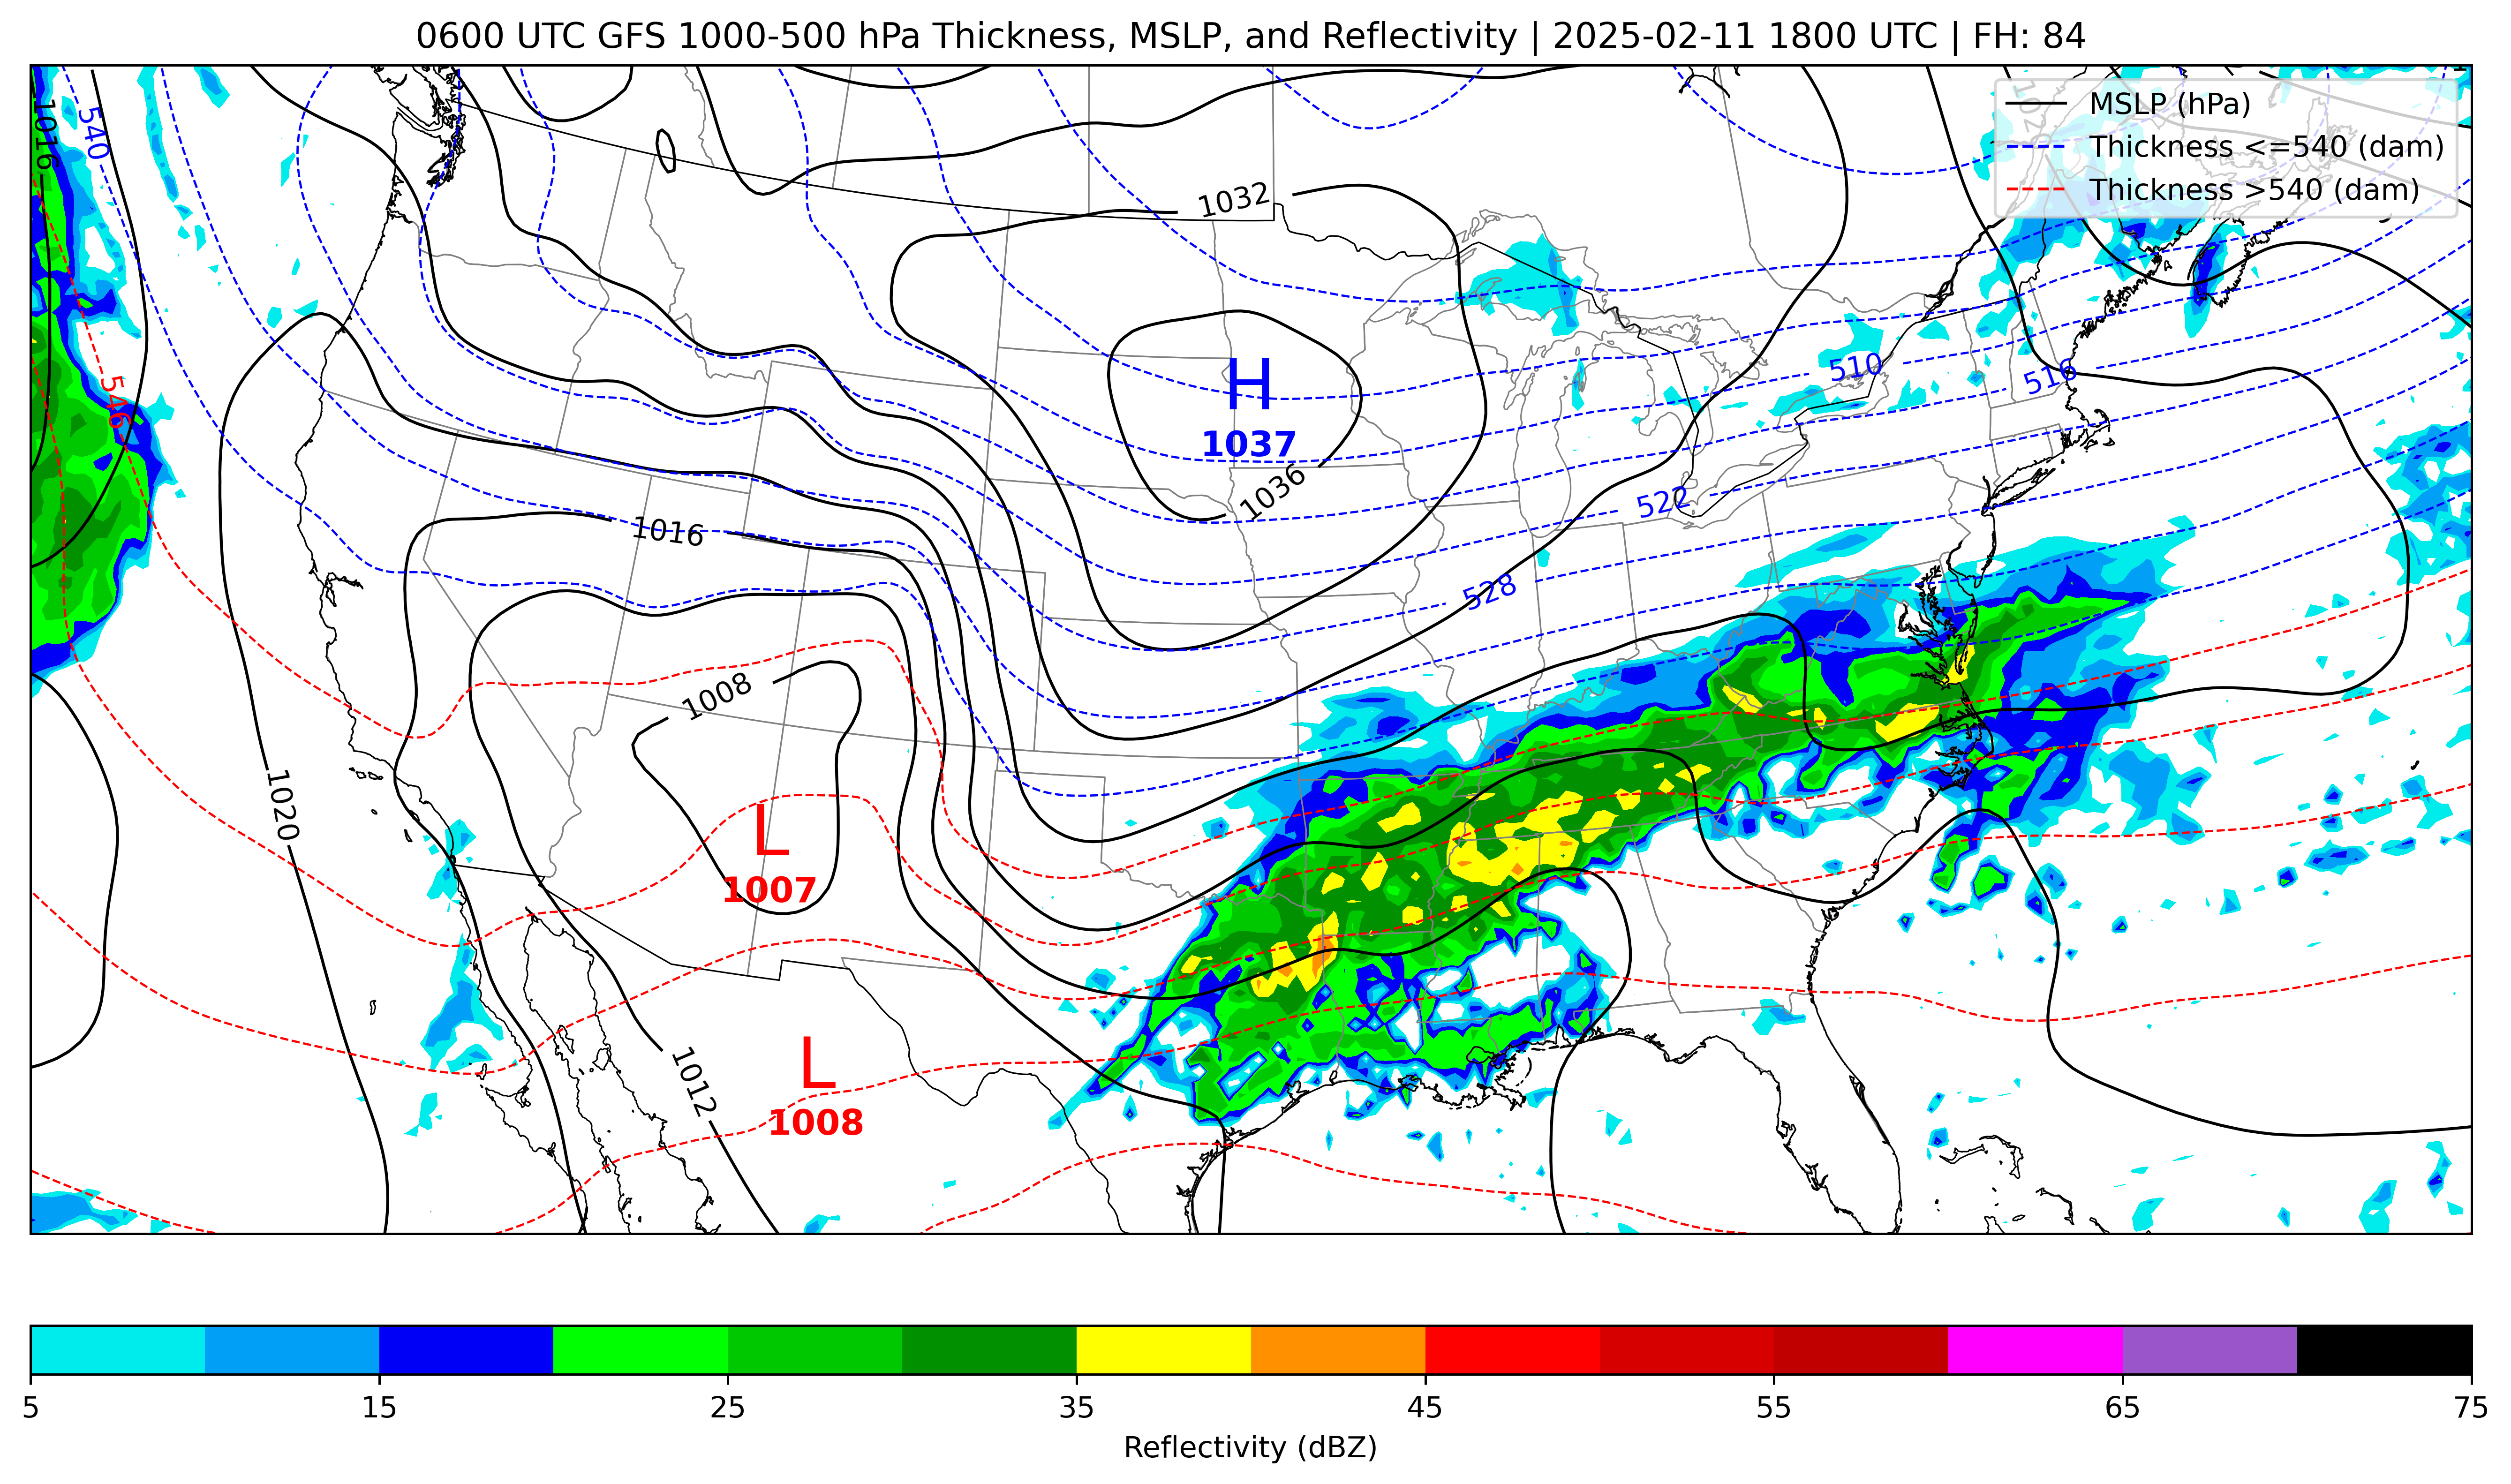 0600 UTC GFS 1000-500 hPa Thickness, MSLP, and Reflectivity | 2025-02-11 1800 UTC | FH: 84
MSLP (hPa)
Thickness <=540 (dam)
Thickness >540 (dam)
1016
540
1032
546
H
1037
1036
510
516
522
528
1016
1008
L
1007
1020
L
1008
1012
5 15 25 35 45 55 65 75
Reflectivity (dBZ)